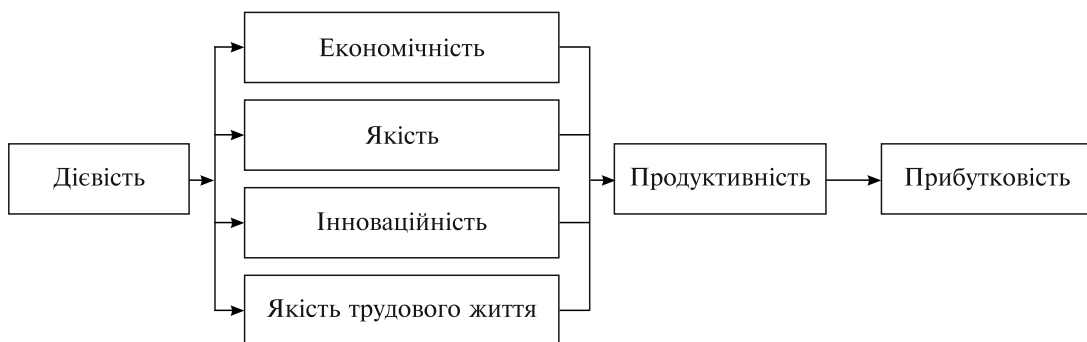 Дієвість
Економічність
Якість
Інноваційність
Якість трудового життя
Продуктивність
Прибутковість